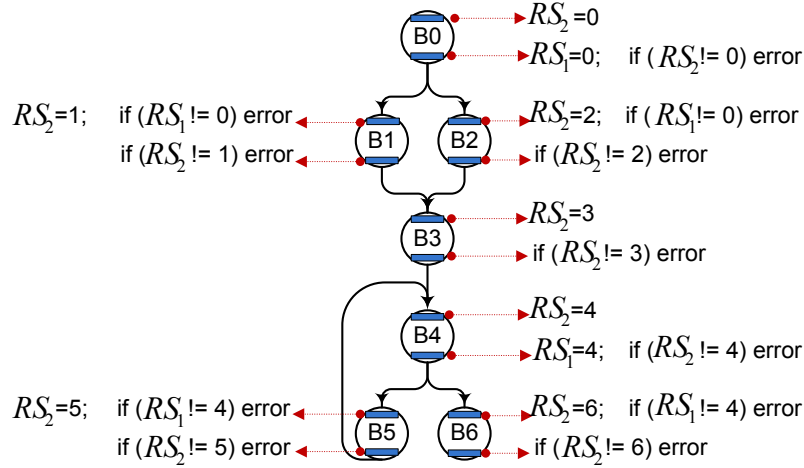 B0
RS₂=0
RS₁=0; if (RS₂ != 0) error
RS₂=1; if (RS₁ != 0) error
if (RS₂ != 1) error
B1
B2
RS₂=2; if (RS₁ != 0) error
if (RS₂ != 2) error
B3
RS₂=3
if (RS₂ != 3) error
B4
RS₂=4
RS₁=4; if (RS₂ != 4) error
RS₂=5; if (RS₁ != 4) error
if (RS₂ != 5) error
B5
B6
RS₂=6; if (RS₁ != 4) error
if (RS₂ != 6) error